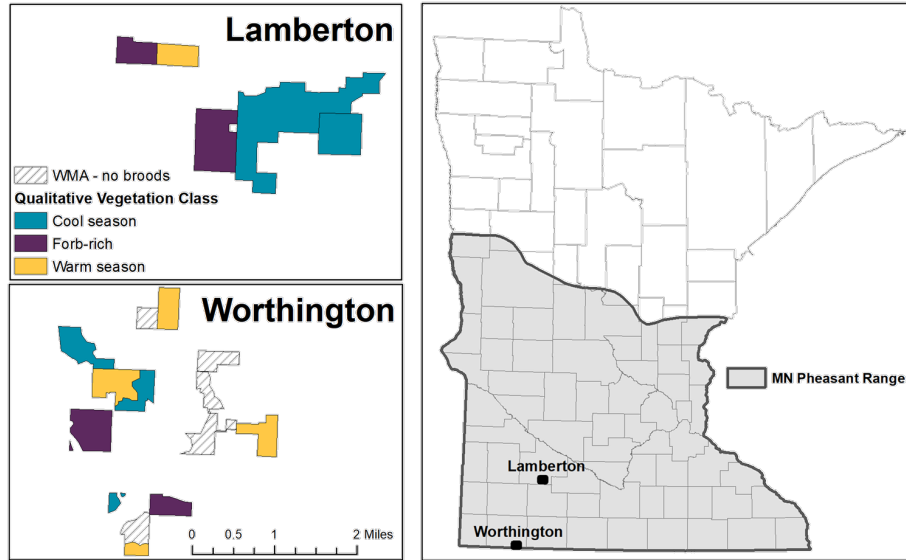 Lamberton
WMA - no broods
Qualitative Vegetation Class
Cool season
Forb-rich
Warm season
Worthington
0 0.5 1 2 Miles
MN Pheasant Range
Lamberton
Worthington